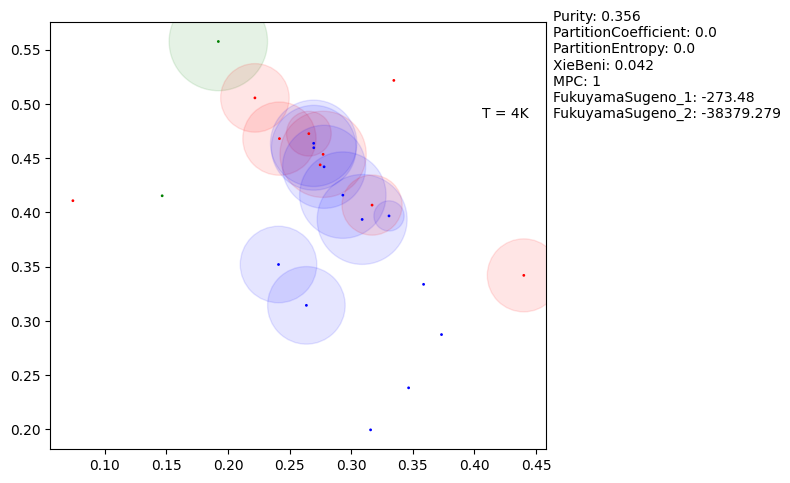 Purity: 0.356
PartitionCoefficient: 0.0
PartitionEntropy: 0.0
XieBeni: 0.042
MPC: 1
FukuyamaSugeno_1: -273.48
FukuyamaSugeno_2: -38379.279
T = 4K
0.55
0.50
0.45
0.40
0.35
0.30
0.25
0.20
0.10 0.15 0.20 0.25 0.30 0.35 0.40 0.45